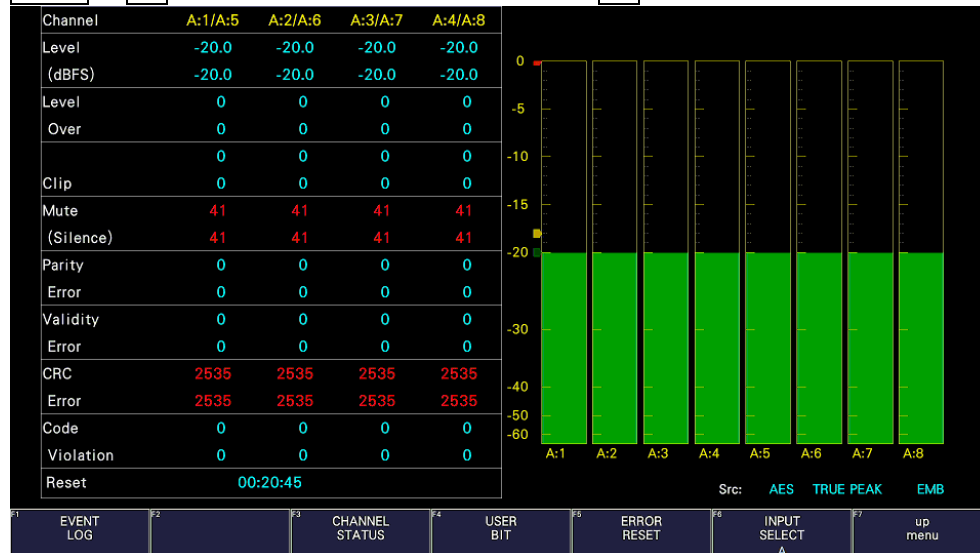 Channel A:1/A:5 A:2/A:6 A:3/A:7 A:4/A:8
Level -20.0 -20.0 -20.0 -20.0
(dBFS) -20.0 -20.0 -20.0 -20.0
Level 0 0 0 0
Over 0 0 0 0
0 0 0 0
Clip 0 0 0 0
Mute 41 41 41 41
(Silence) 41 41 41 41
Parity 0 0 0 0
Error 0 0 0 0
Validity 0 0 0 0
Error 0 0 0 0
CRC 2535 2535 2535 2535
Error 2535 2535 2535 2535
Code 0 0 0 0
Violation 0 0 0 0
Reset 00:20:45
0
-5
-10
-15
-20
-30
-40
-50
-60
A:1 A:2 A:3 A:4 A:5 A:6 A:7 A:8
Src: AES TRUE PEAK EMB
F1 EVENT LOG
F2
F3 CHANNEL STATUS
F4 USER BIT
F5 ERROR RESET
F6 INPUT SELECT
F7 up menu